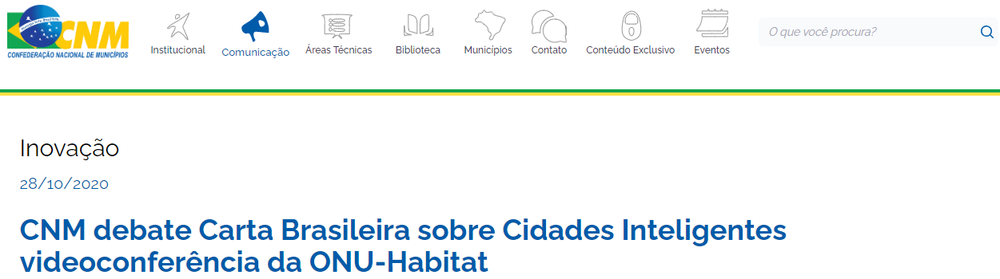 CNM
CONFEDERAÇÃO NACIONAL DE MUNICÍPIOS
Institucional
Comunicação
Áreas Técnicas
Biblioteca
Municípios
Contato
Conteúdo Exclusivo
Eventos
O que você procura?
Inovação
28/10/2020
CNM debate Carta Brasileira sobre Cidades Inteligentes
videoconferência da ONU-Habitat